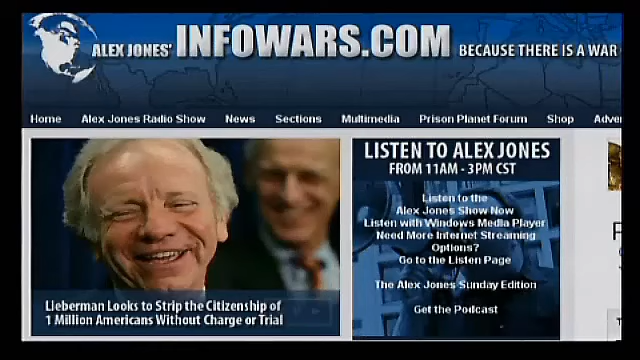 ALEX JONES' INFOWARS.COM BECAUSE THERE IS A WAR
Home Alex Jones Radio Show News Sections Multimedia Prison Planet Forum Shop Adve
LISTEN TO ALEX JONES
FROM 11AM - 3PM CST
Listen to the
Alex Jones Show Now
Listen with Windows Media Player
Need More Internet Streaming
Options?
Go to the Listen Page
The Alex Jones Sunday Edition
Get the Podcast
Lieberman Looks to Strip the Citizenship of
1 Million Americans Without Charge or Trial